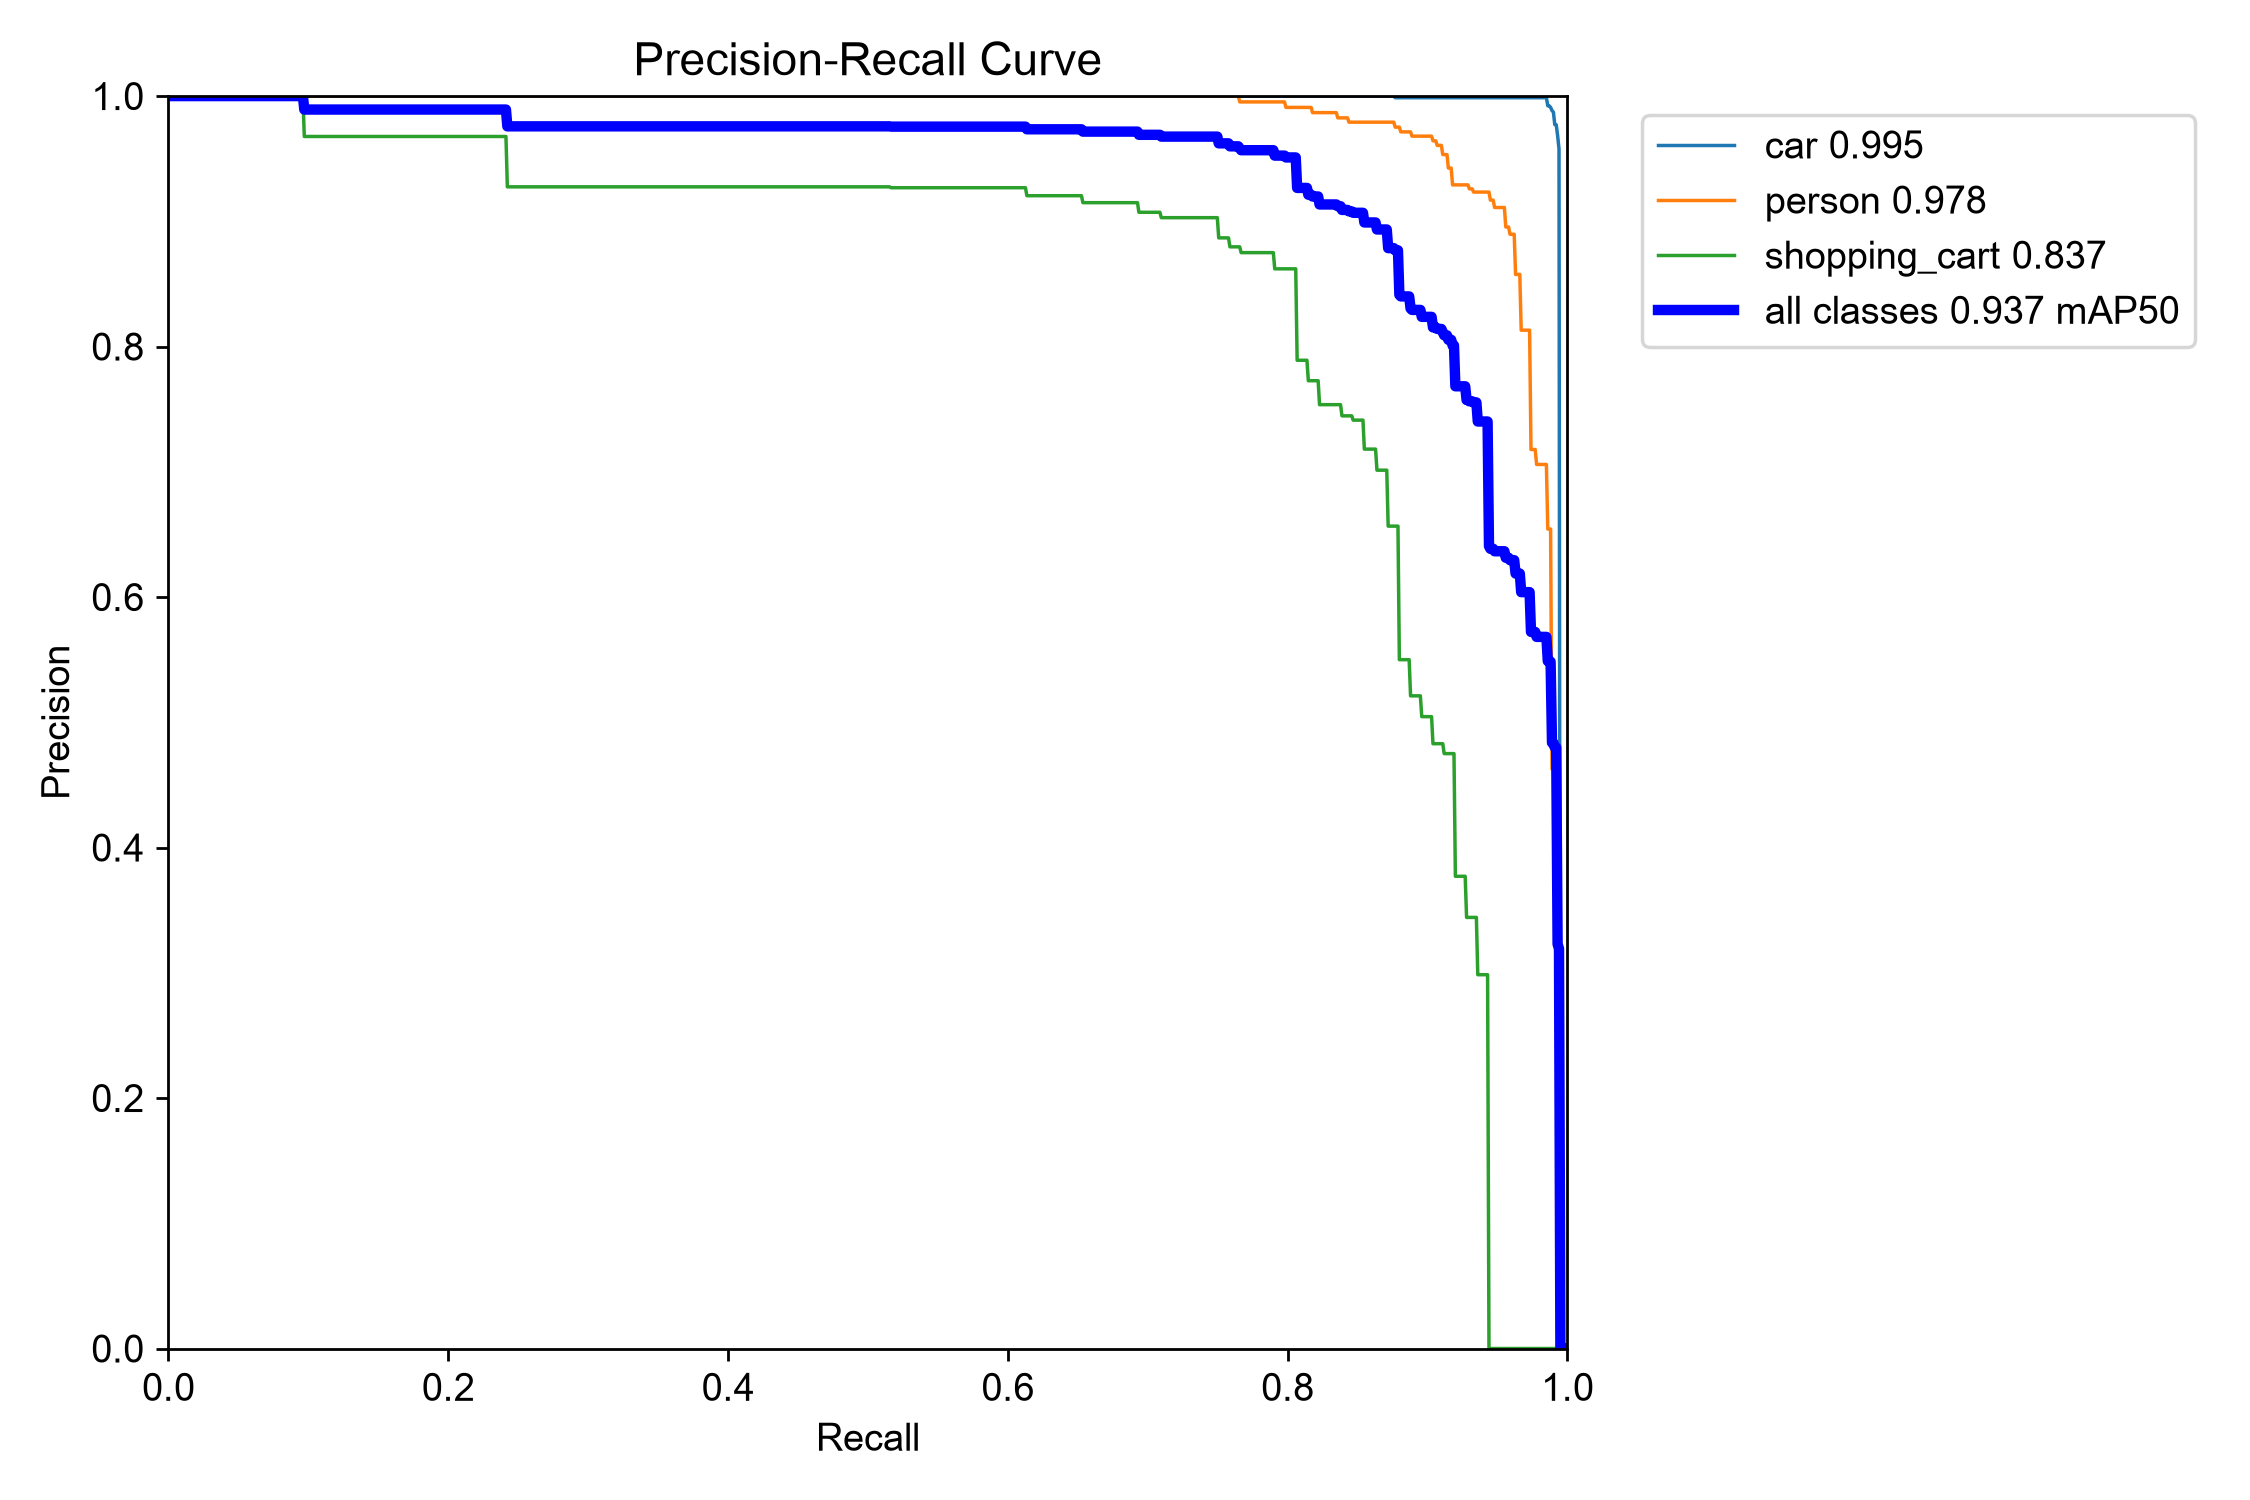 Precision-Recall Curve
1.0
0.8
0.6
0.4
0.2
0.0
Precision
0.0 0.2 0.4 0.6 0.8 1.0
Recall
car 0.995
person 0.978
shopping_cart 0.837
all classes 0.937 mAP50